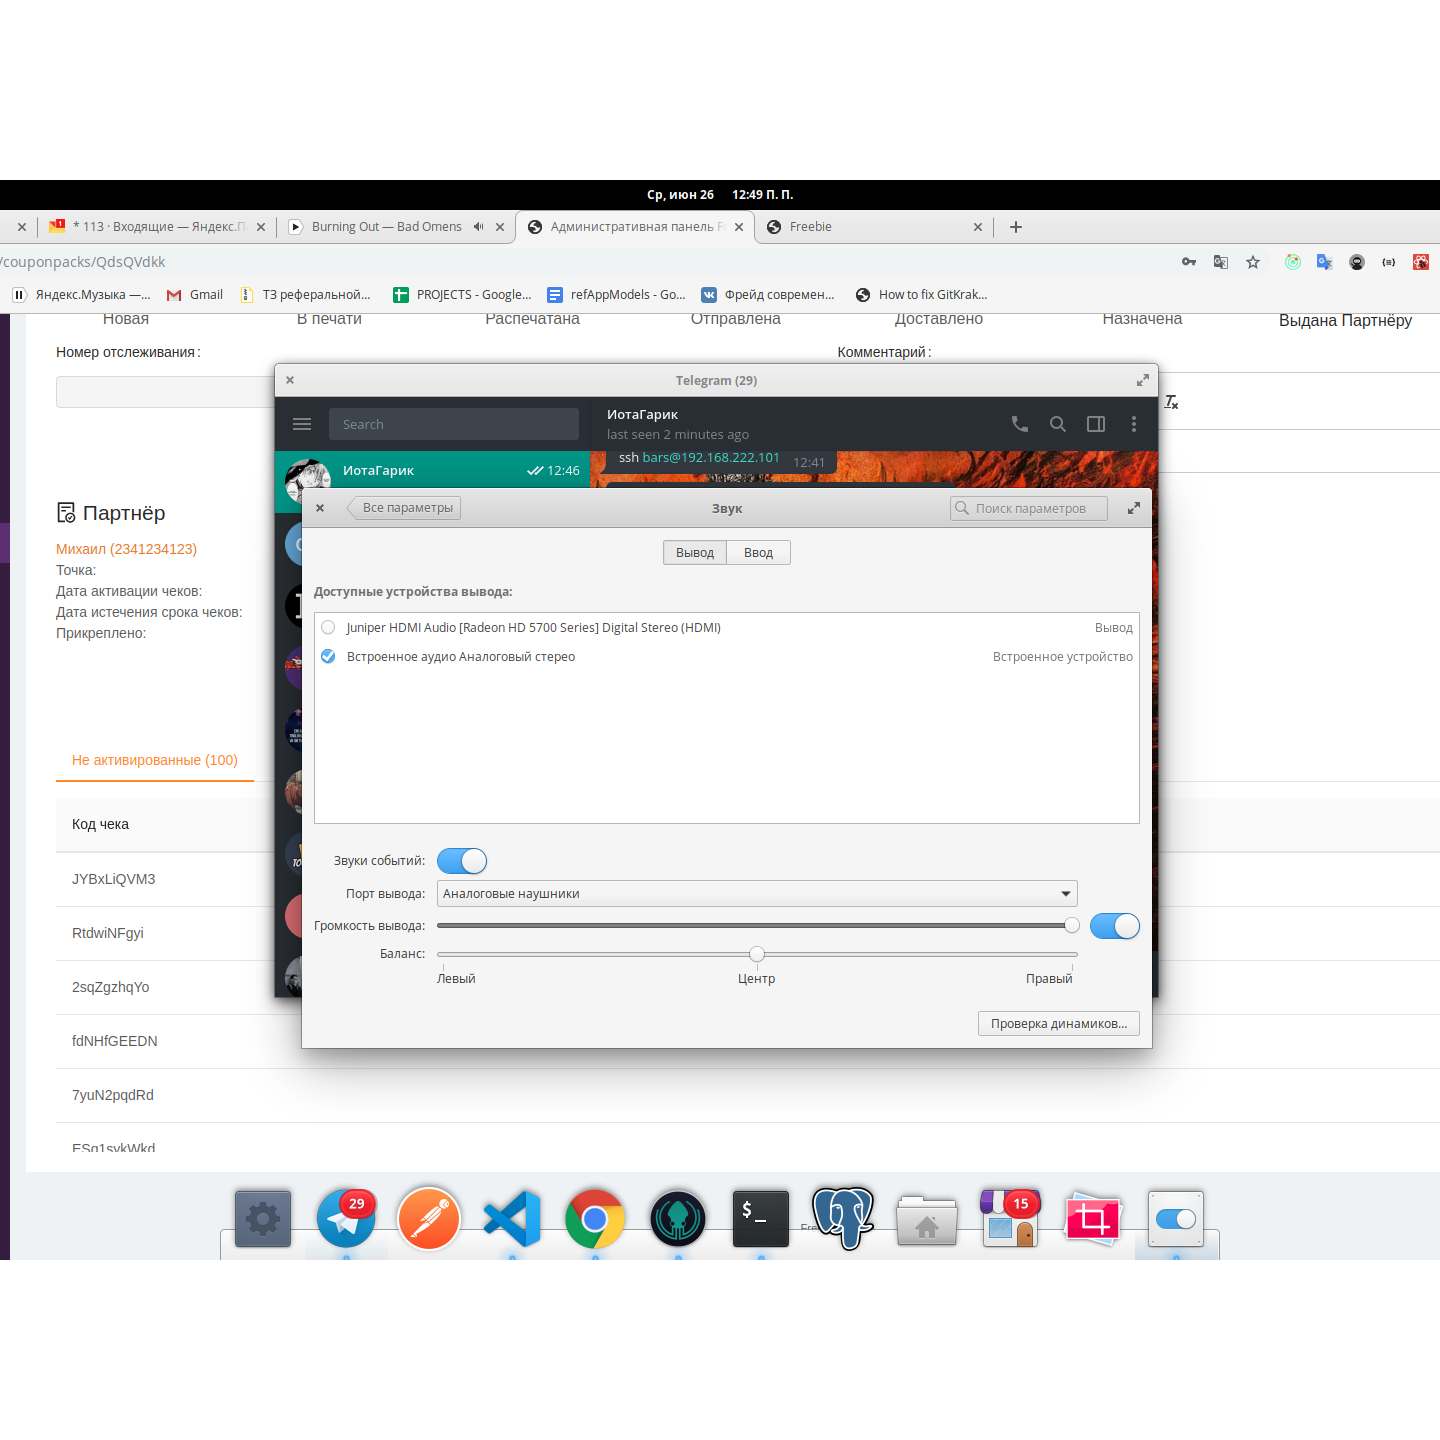 Ср, июн 26 12:49 П. П.
* 113 · Входящие — Яндекс.П
Burning Out — Bad Omens
Административная панель F
Freebie
/couponpacks/QdsQVdkk
Яндекс.Музыка —...
Gmail
ТЗ реферальной...
PROJECTS - Google...
refAppModels - Go...
Фрейд современ...
How to fix GitKrak...
Новая
В печати
Распечатана
Отправлена
Доставлено
Назначена
Выдана Партнёру
Номер отслеживания :
Комментарий :
Telegram (29)
Search
ИотаГарик
last seen 2 minutes ago
ИотаГарик 12:46
ssh bars@192.168.222.101 12:41
Партнёр
Михаил (2341234123)
Точка:
Дата активации чеков:
Дата истечения срока чеков:
Прикреплено:
Не активированные (100)
Код чека
JYBxLiQVM3
RtdwiNFgyi
2sqZgzhqYo
fdNHfGEEDN
7yuN2pqdRd
ESg1svkWkd
Все параметры
Звук
Поиск параметров
Вывод
Ввод
Доступные устройства вывода:
Juniper HDMI Audio [Radeon HD 5700 Series] Digital Stereo (HDMI) Вывод
Встроенное аудио Аналоговый стерео Встроенное устройство
Звуки событий:
Порт вывода: Аналоговые наушники
Громкость вывода:
Баланс:
Левый Центр Правый
Проверка динамиков...
29
$_
15